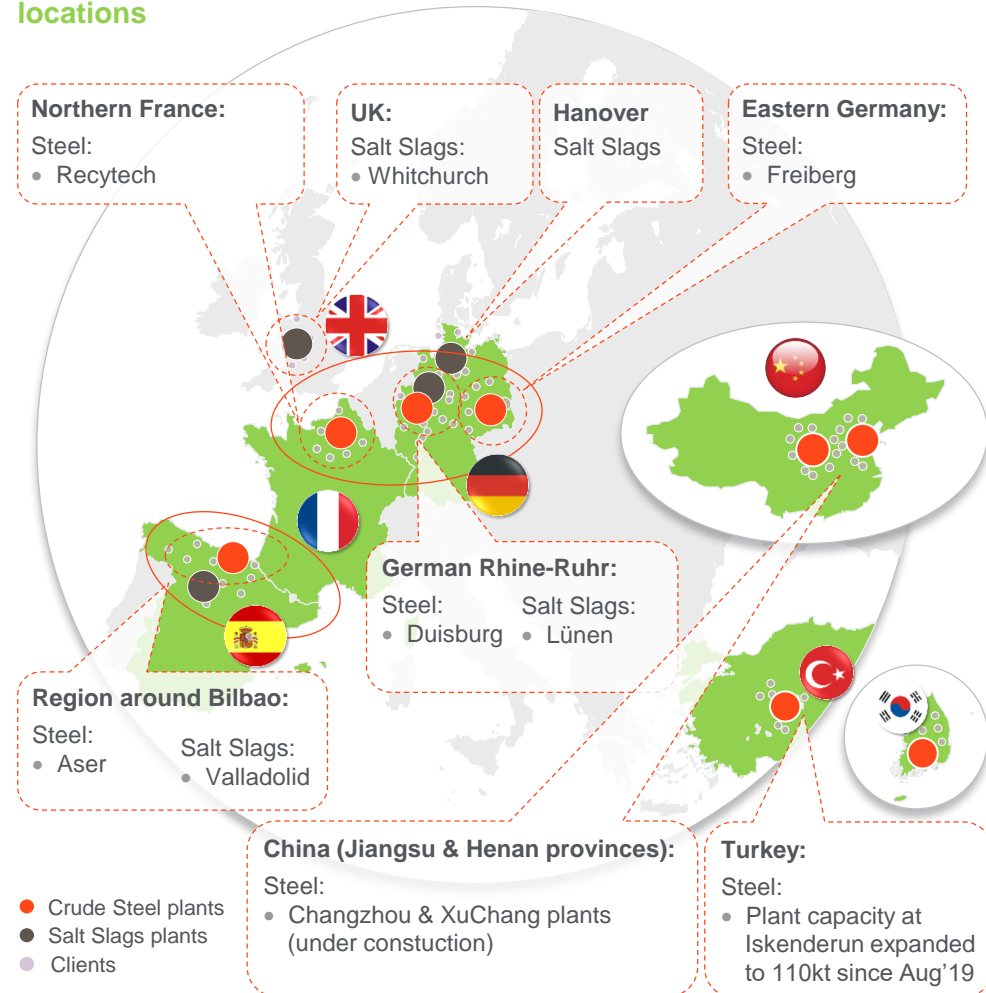 locations
Northern France:
Steel:
• Recytech
UK:
Salt Slags:
• Whitchurch
Hanover
Salt Slags
Eastern Germany:
Steel:
• Freiberg
German Rhine-Ruhr:
Steel:
• Duisburg
Salt Slags:
• Lünen
Region around Bilbao:
Steel:
• Aser
Salt Slags:
• Valladolid
China (Jiangsu & Henan provinces):
Steel:
• Changzhou & XuChang plants
(under constuction)
Turkey:
Steel:
• Plant capacity at
Iskenderun expanded
to 110kt since Aug'19
Crude Steel plants
Salt Slags plants
Clients